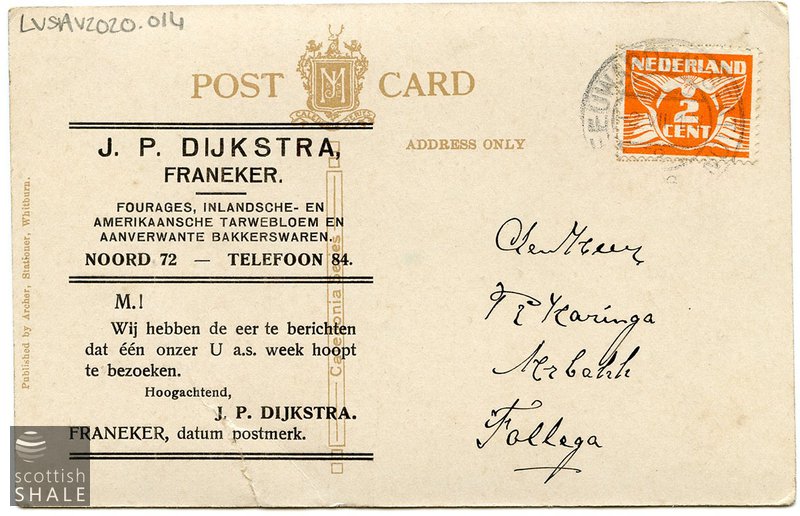 LVSAV2020.014
POST CARD
NEDERLAND
2
CENT
ADDRESS ONLY
J. P. DIJKSTRA,
FRANEKER.
FOURAGES, INLANDSCHE- EN
AMERIKAANSCHE TARWEBLOEM EN
AANVERWANTE BAKKERSWAREN.
NOORD 72 — TELEFOON 84.
M.!
Wij hebben de eer te berichten
dat één onzer U a.s. week hoopt
te bezoeken.
Hoogachtend,
J. P. DIJKSTRA.
FRANEKER, datum postmerk.
Published by Archer, Stationer, Whitburn.
Caledonia Series
Den Heer
Haringa
Mrbakk
Follega
scottish
SHALE